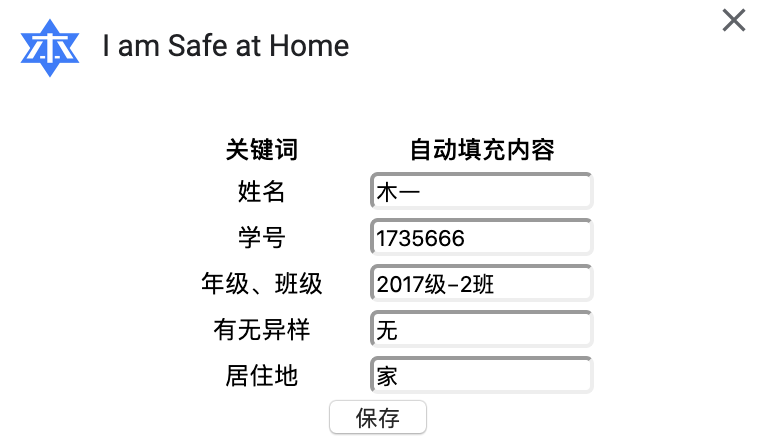 本
I am Safe at Home
关键词 自动填充内容
姓名 木一
学号 1735666
年级、班级 2017级-2班
有无异样 无
居住地 家
保存